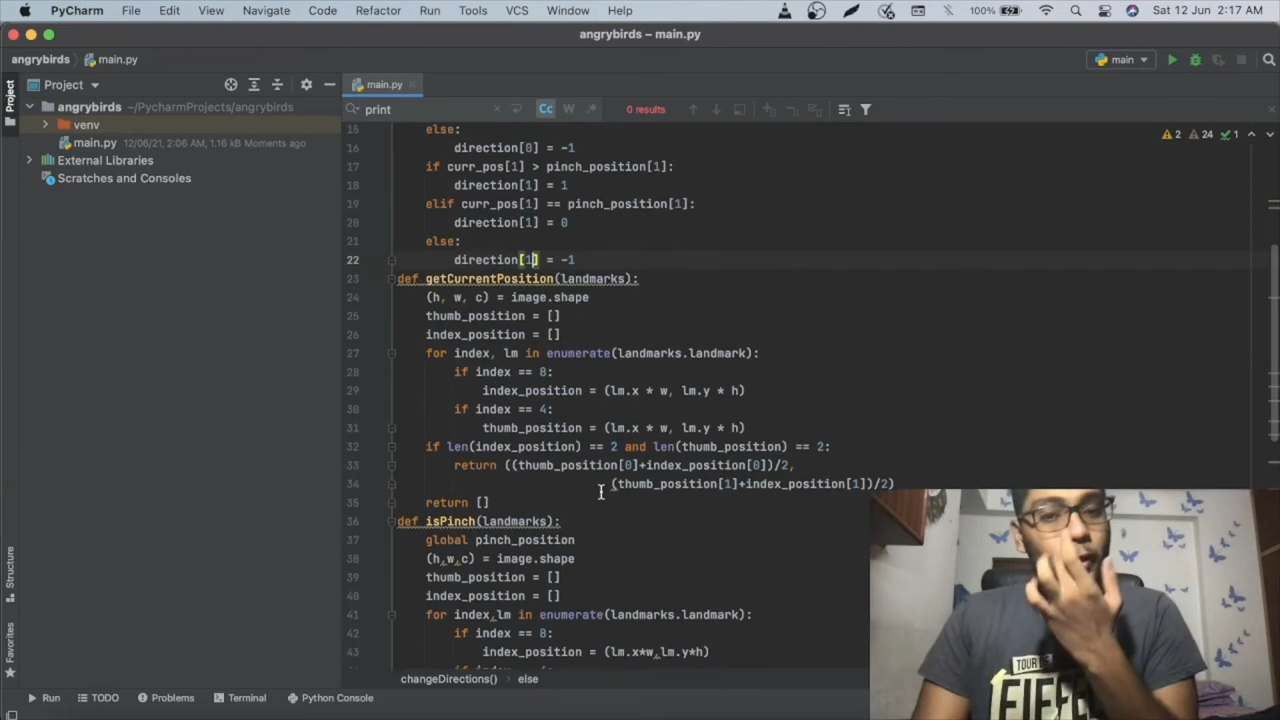 PyCharm File Edit View Navigate Code Refactor Run Tools VCS Window Help 100% Sat 12 Jun 2:17 AM
angrybirds – main.py
angrybirds main.py main
Project main.py
angrybirds ~/PycharmProjects/angrybirds print Cc W .* 0 results
venv
main.py 12/06/21, 2:06 AM, 1.16 kB Moments ago
External Libraries
Scratches and Consoles
Project
Structure
Favorites
2 24 1
15 else:
16 direction[0] = -1
17 if curr_pos[1] > pinch_position[1]:
18 direction[1] = 1
19 elif curr_pos[1] == pinch_position[1]:
20 direction[1] = 0
21 else:
22 direction[1] = -1
23 def getCurrentPosition(landmarks):
24 (h, w, c) = image.shape
25 thumb_position = []
26 index_position = []
27 for index, lm in enumerate(landmarks.landmark):
28 if index == 8:
29 index_position = (lm.x * w, lm.y * h)
30 if index == 4:
31 thumb_position = (lm.x * w, lm.y * h)
32 if len(index_position) == 2 and len(thumb_position) == 2:
33 return ((thumb_position[0]+index_position[0])/2,
34 (thumb_position[1]+index_position[1])/2)
35 return []
36 def isPinch(landmarks):
37 global pinch_position
38 (h,w,c) = image.shape
39 thumb_position = []
40 index_position = []
41 for index,lm in enumerate(landmarks.landmark):
42 if index == 8:
43 index_position = (lm.x*w,lm.y*h)
changeDirections() else
Run TODO Problems Terminal Python Console
TOUR
EIFFEL